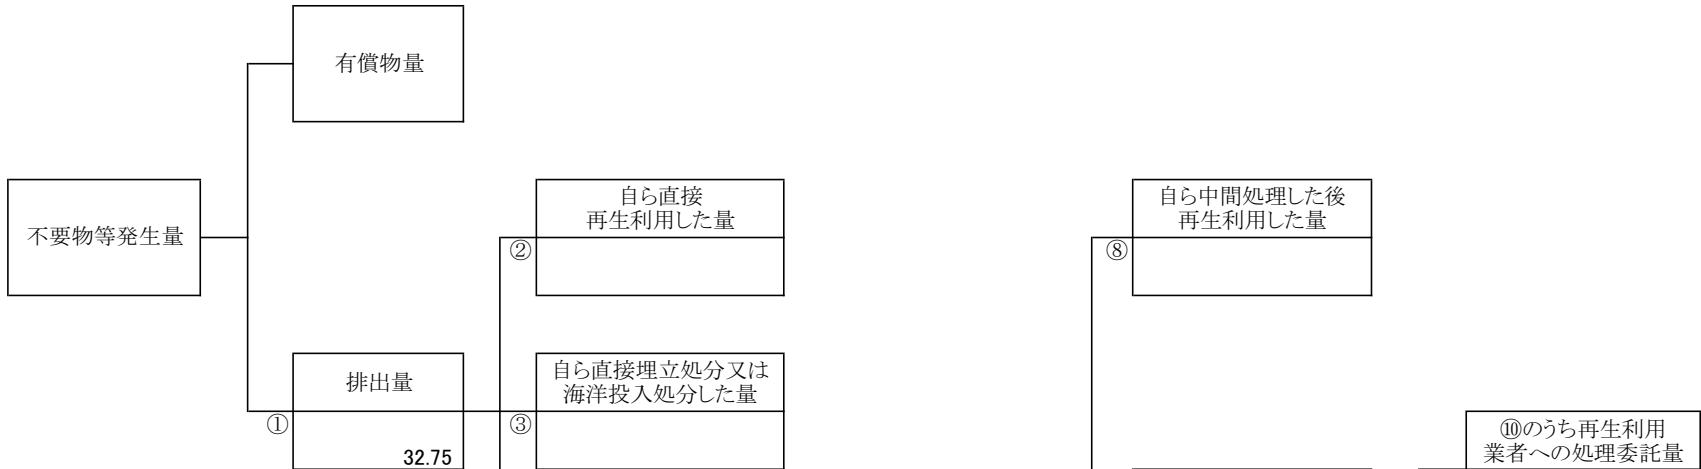 有償物量
不要物等発生量
自ら直接
再生利用した量
②
自ら中間処理した後
再生利用した量
⑧
排出量
①
32.75
自ら直接埋立処分又は
海洋投入処分した量
③
⑩のうち再生利用
業者への処理委託量